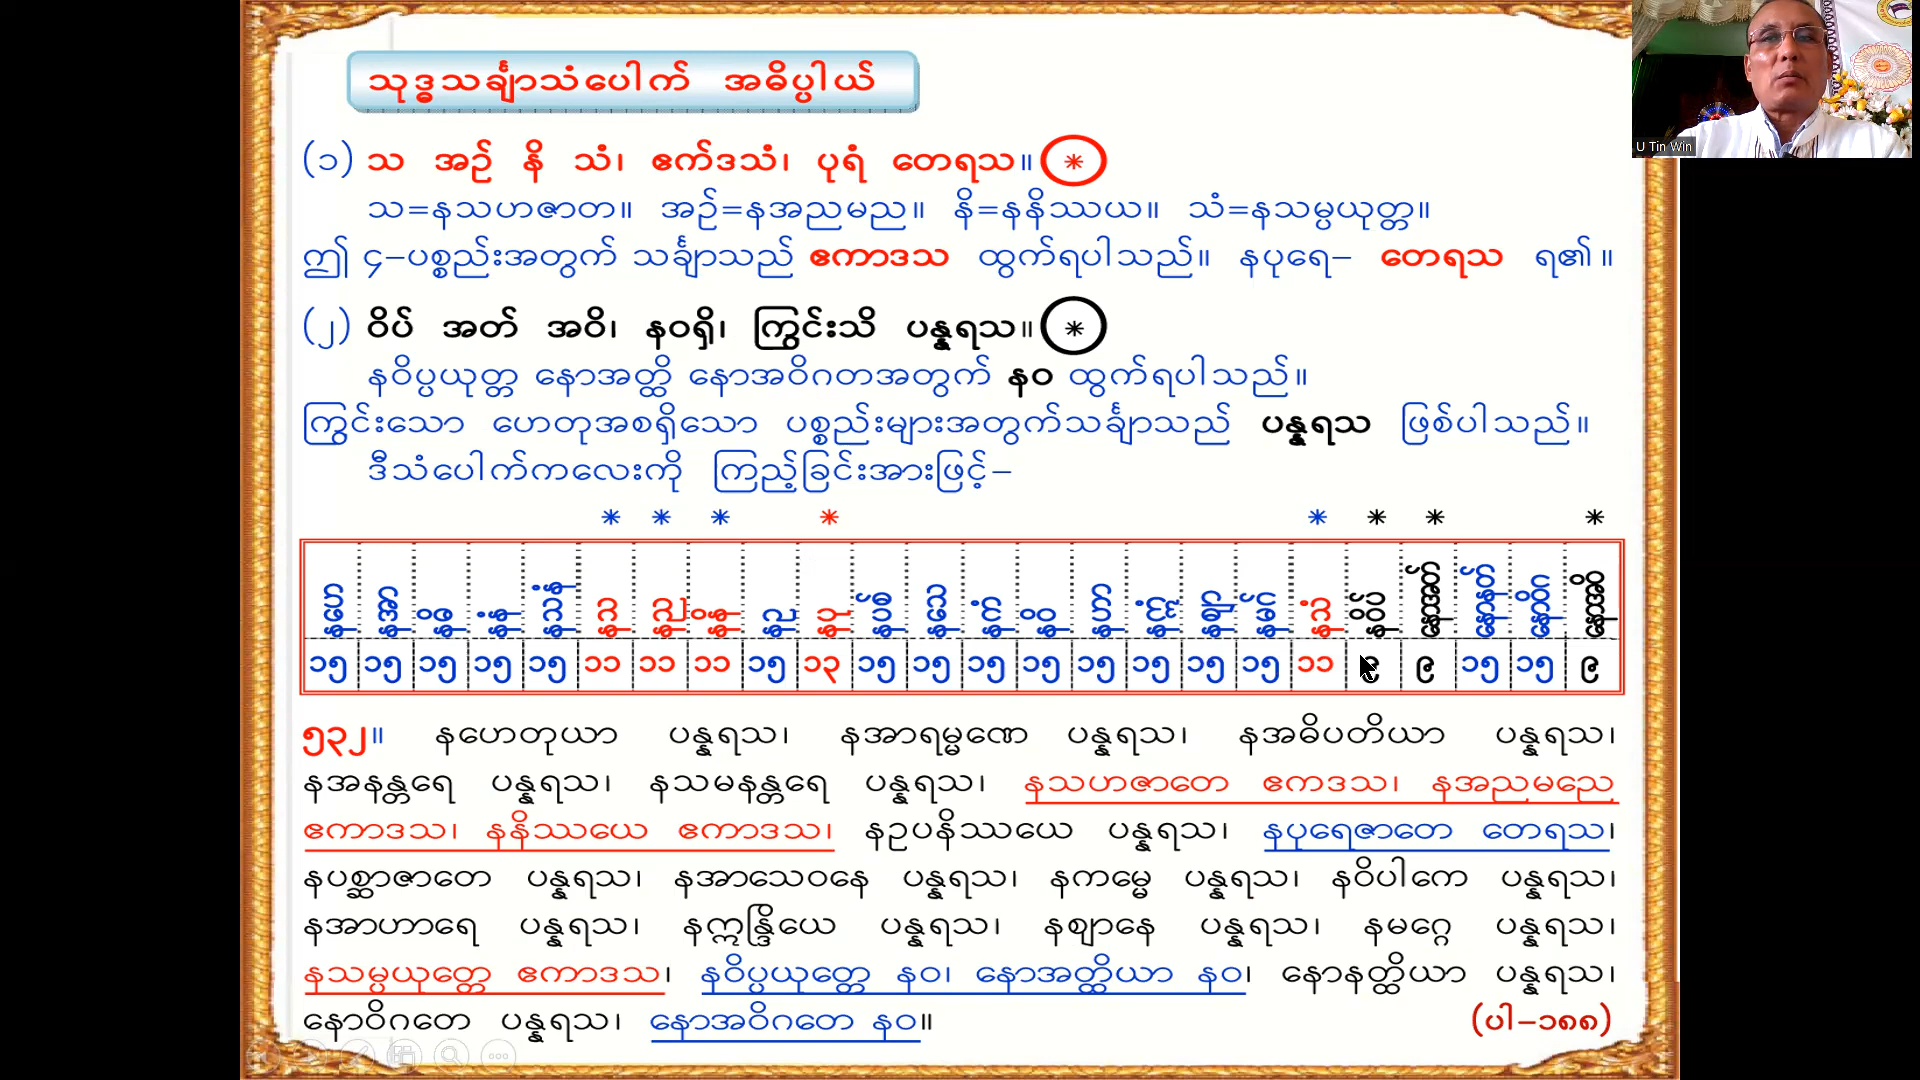 သုဒ္ဓသင်္ချာသံပေါက် အဓိပ္ပါယ်
U Tin Win
(၁) သ အဉ် နိ သံ၊ ဧက်ဒသံ၊ ပုရံ တေရသ။ *
သ=နသဟဇာတ။ အဉ်=နအညမည။ နိ=နနိဿယ။ သံ=နသမ္ပယုတ္တ။
ဤ ၄–ပစ္စည်းအတွက် သင်္ချာသည် ဧကာဒသ ထွက်ရပါသည်။ နပုရေ– တေရသ ရ၏။
(၂) ဝိပ် အတ် အဝိ၊ နဝရှိ၊ ကြွင်းသိ ပန္နရသ။ *
နဝိပ္ပယုတ္တ နောအတ္ထိ နောအဝိဂတအတွက် နဝ ထွက်ရပါသည်။
ကြွင်းသော ဟေတုအစရှိသော ပစ္စည်းများအတွက်သင်္ချာသည် ပန္နရသ ဖြစ်ပါသည်။
ဒီသံပေါက်ကလေးကို ကြည့်ခြင်းအားဖြင့်–
* * * * * * * *
၁၅ ၁၅ ၁၅ ၁၅ ၁၅ ၁၁ ၁၁ ၁၁ ၁၅ ၁၃ ၁၅ ၁၅ ၁၅ ၁၅ ၁၅ ၁၅ ၁၅ ၁၅ ၁၁ ၉ ၉ ၁၅ ၁၅ ၉
၅၃၂။ နဟေတုယာ ပန္နရသ၊ နအာရမ္မဏေ ပန္နရသ၊ နအဓိပတိယာ ပန္နရသ၊
နအနန္တရေ ပန္နရသ၊ နသမနန္တရေ ပန္နရသ၊ နသဟဇာတေ ဧကဒသ၊ နအညမညေ
ဧကာဒသ၊ နနိဿယေ ဧကာဒသ၊ နဥပနိဿယေ ပန္နရသ၊ နပုရေဇာတေ တေရသ၊
နပစ္ဆာဇာတေ ပန္နရသ၊ နအာသေဝနေ ပန္နရသ၊ နကမ္မေ ပန္နရသ၊ နဝိပါကေ ပန္နရသ၊
နအာဟာရေ ပန္နရသ၊ နဣန္ဒြိယေ ပန္နရသ၊ နဈာနေ ပန္နရသ၊ နမဂ္ဂေ ပန္နရသ၊
နသမ္ပယုတ္တေ ဧကာဒသ၊ နဝိပ္ပယုတ္တေ နဝ၊ နောအတ္ထိယာ နဝ၊ နောနတ္ထိယာ ပန္နရသ၊
နောဝိဂတေ ပန္နရသ၊ နောအဝိဂတေ နဝ။ (ပါ–၁၈၈)